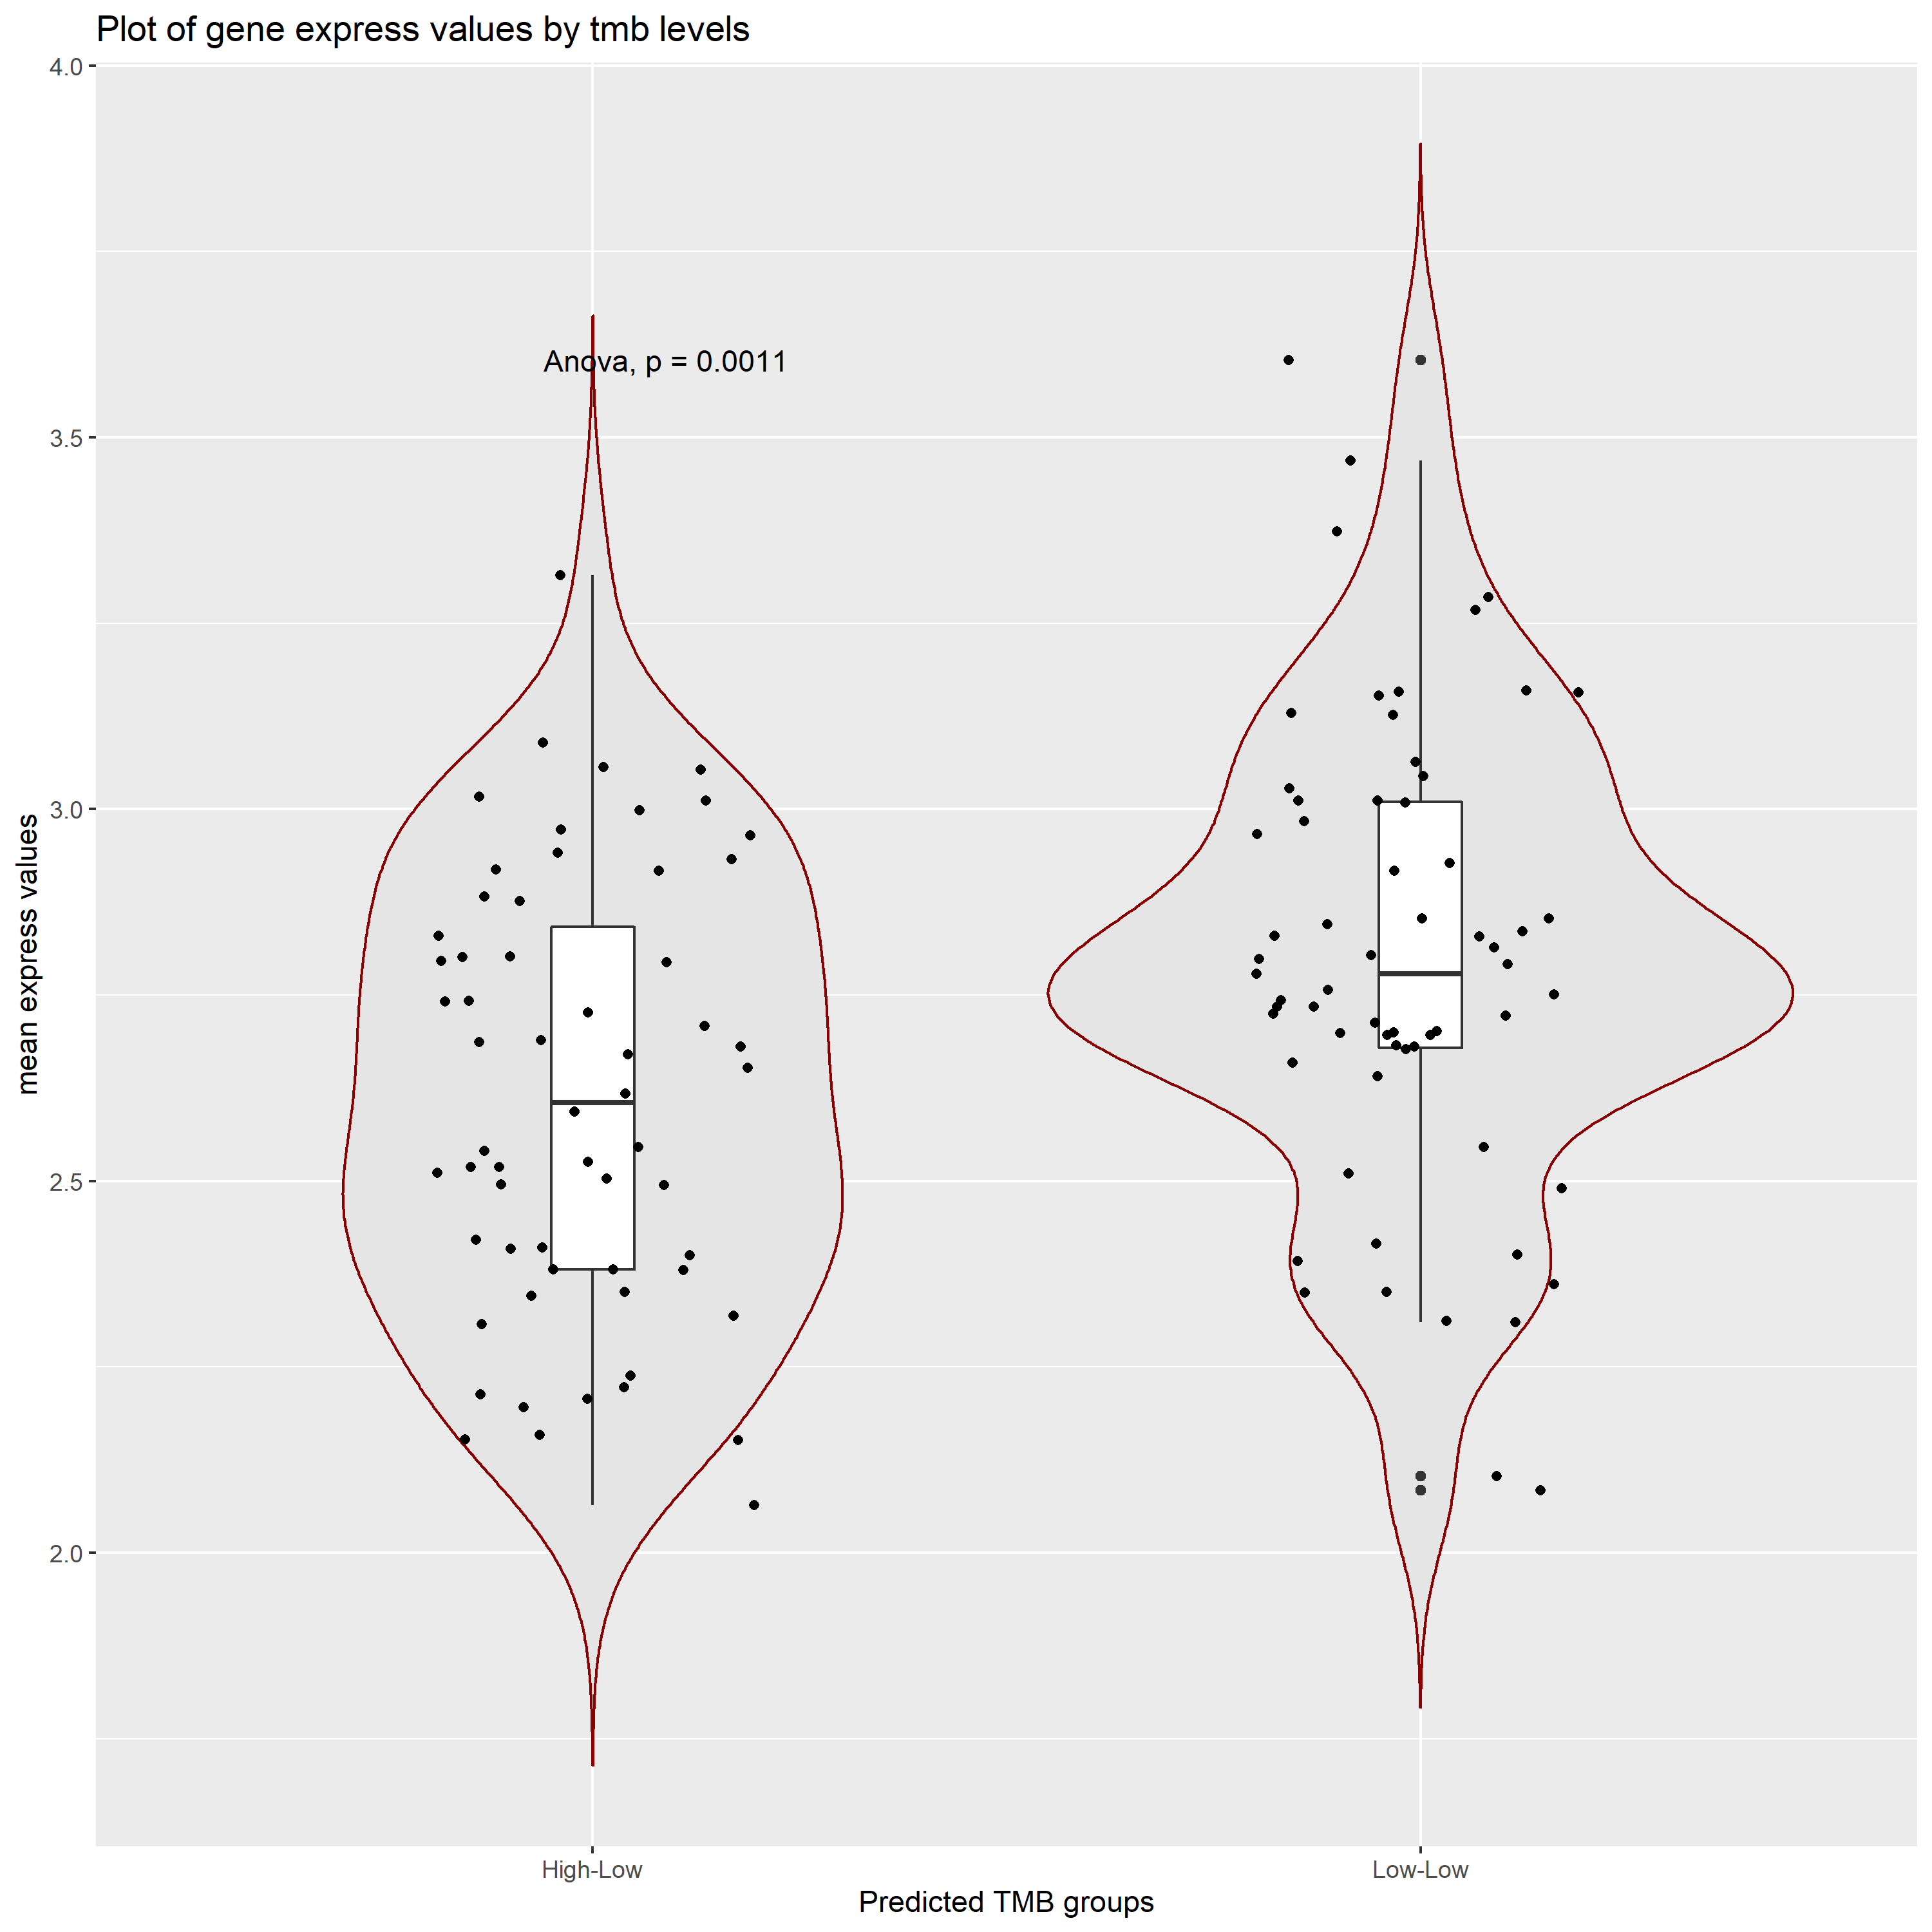 Plot of gene express values by tmb levels
4.0
3.5
3.0
2.5
2.0
mean express values
Anova, p = 0.0011
High-Low
Low-Low
Predicted TMB groups